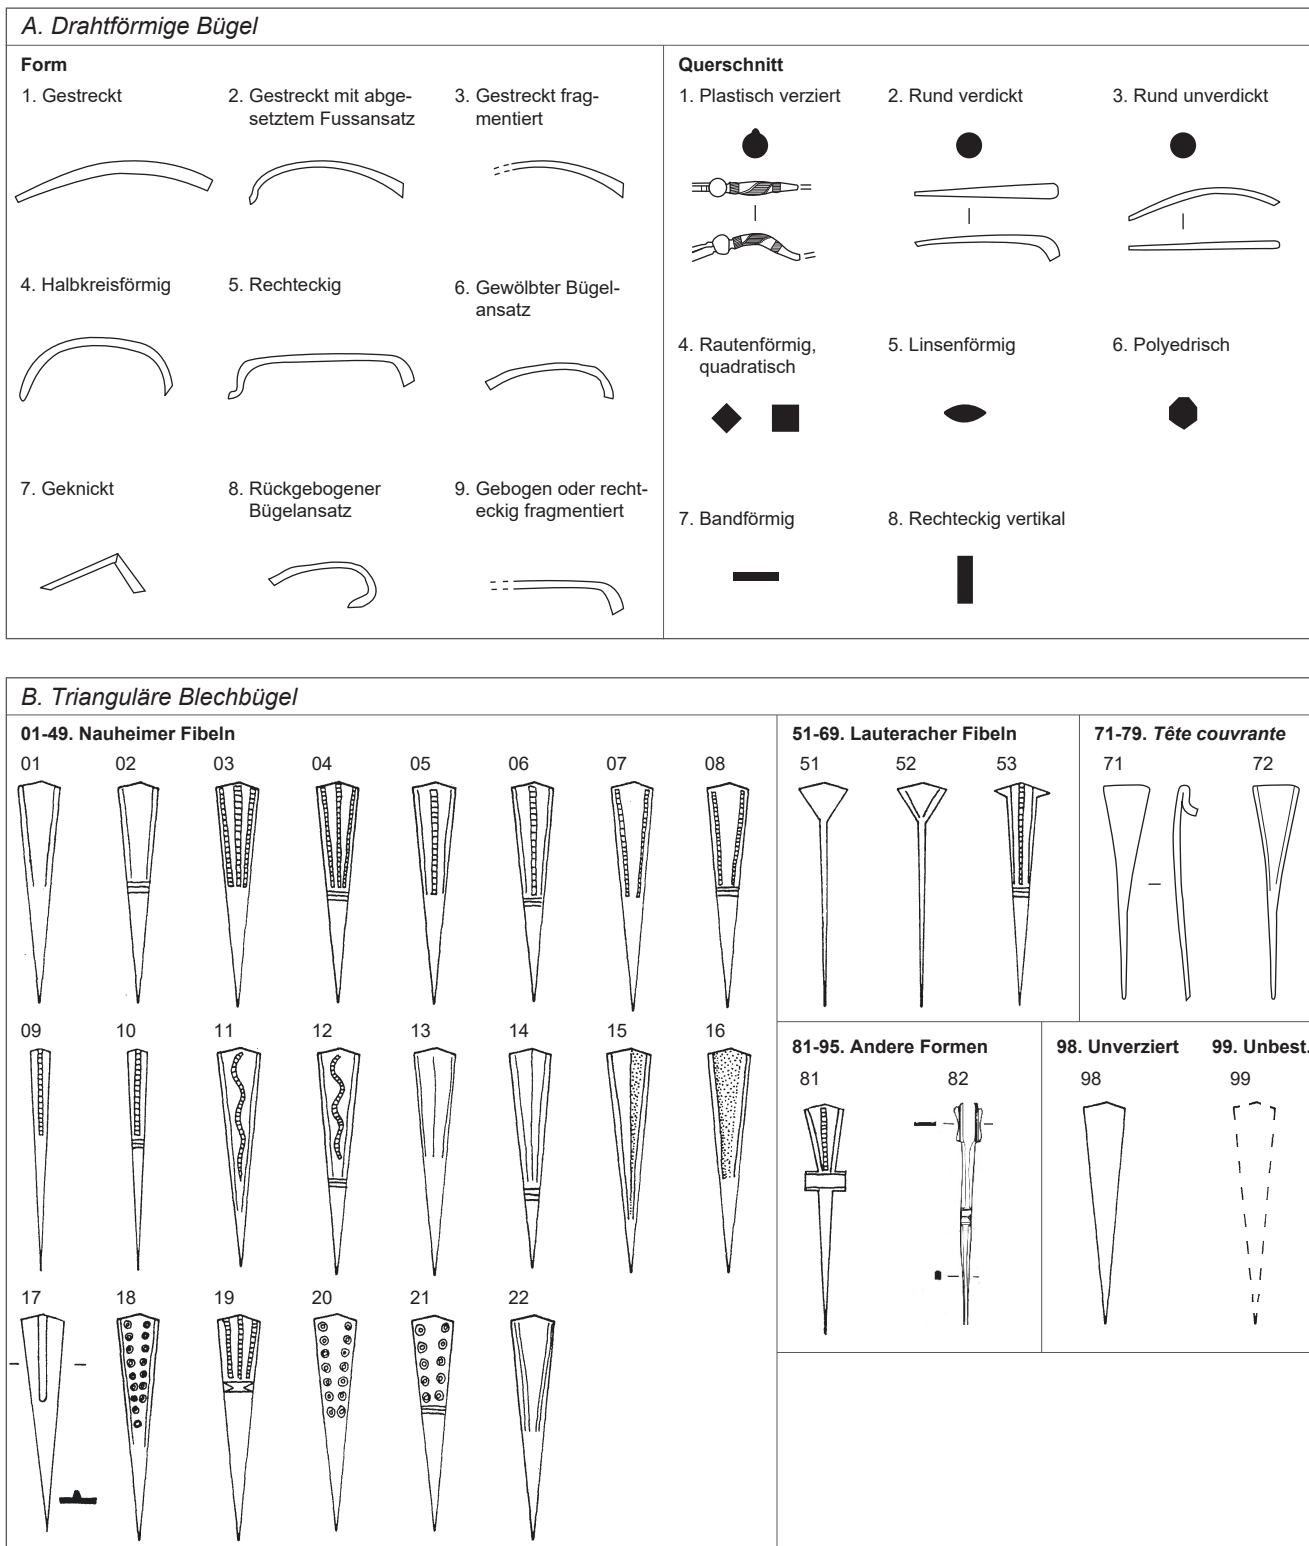 A. Drahtförmige Bügel
Form
1. Gestreckt
2. Gestreckt mit abge-
setztem Fussansatz
3. Gestreckt frag-
mentiert
4. Halbkreisförmig
5. Rechteckig
6. Gewölbter Bügel-
ansatz
7. Geknickt
8. Rückgebogener
Bügelansatz
9. Gebogen oder recht-
eckig fragmentiert
Querschnitt
1. Plastisch verziert
2. Rund verdickt
3. Rund unverdickt
4. Rautenförmig,
quadratisch
5. Linsenförmig
6. Polyedrisch
7. Bandförmig
8. Rechteckig vertikal
B. Trianguläre Blechbügel
01-49. Nauheimer Fibeln
01 02 03 04 05 06 07 08
09 10 11 12 13 14 15 16
17 18 19 20 21 22
51-69. Lauteracher Fibeln
51 52 53
71-79. Tête couvrante
71 72
81-95. Andere Formen
81 82
98. Unverziert 99. Unbest.
98 99